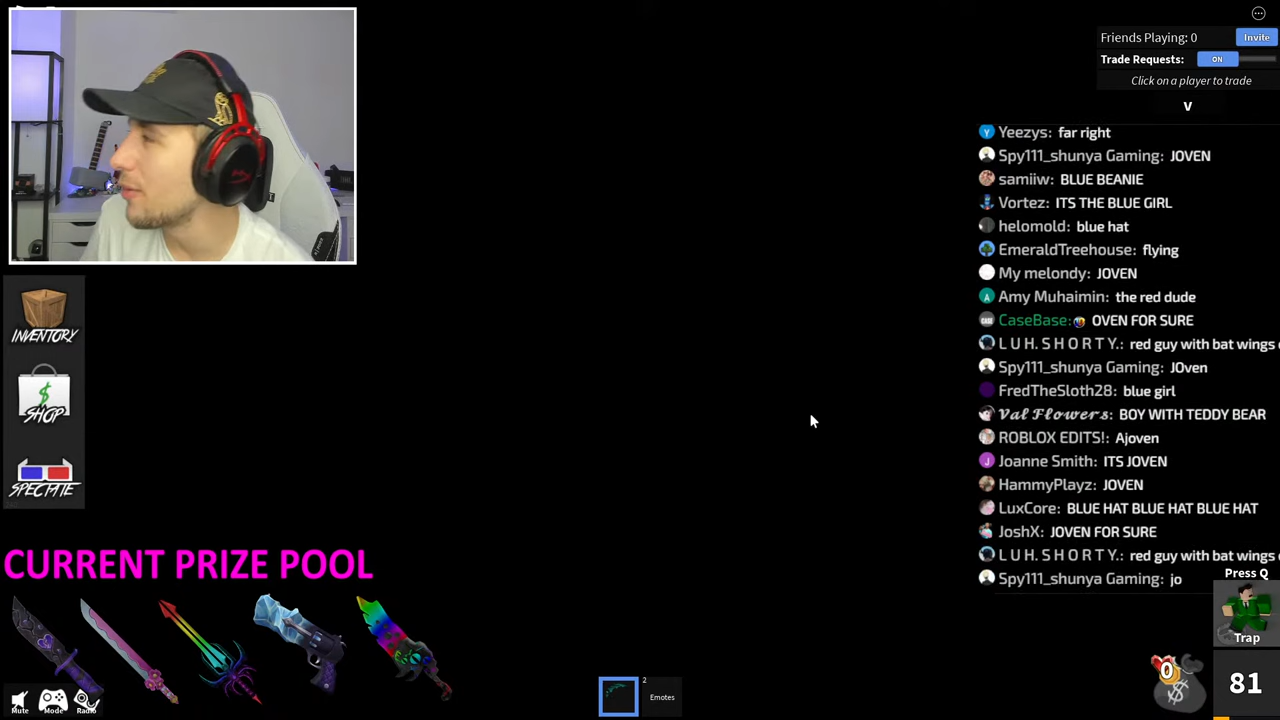 Friends Playing: 0
Invite
Trade Requests:
ON
Click on a player to trade
v
Y
Yeezys: far right
Spy111_shunya Gaming: JOVEN
samiiw: BLUE BEANIE
Vortez: ITS THE BLUE GIRL
helomold: blue hat
EmeraldTreehouse: flying
My melondy: JOVEN
A
Amy Muhaimin: the red dude
CASE
CaseBase: OVEN FOR SURE
L U H. S H O R T Y.: red guy with bat wings
Spy111_shunya Gaming: JOven
FredTheSloth28: blue girl
𝓥𝓪𝓵 𝓕𝓵𝓸𝔀𝓮𝓻𝓼: BOY WITH TEDDY BEAR
ROBLOX EDITS!: Ajoven
J
Joanne Smith: ITS JOVEN
HammyPlayz: JOVEN
LuxCore: BLUE HAT BLUE HAT BLUE HAT
JoshX: JOVEN FOR SURE
L U H. S H O R T Y.: red guy with bat wings
Spy111_shunya Gaming: jo
INVENTORY
$
SHOP
SPECTATE
CURRENT PRIZE POOL
Mute
Mode
Radio
2
Emotes
Press Q
Trap
0
$
81